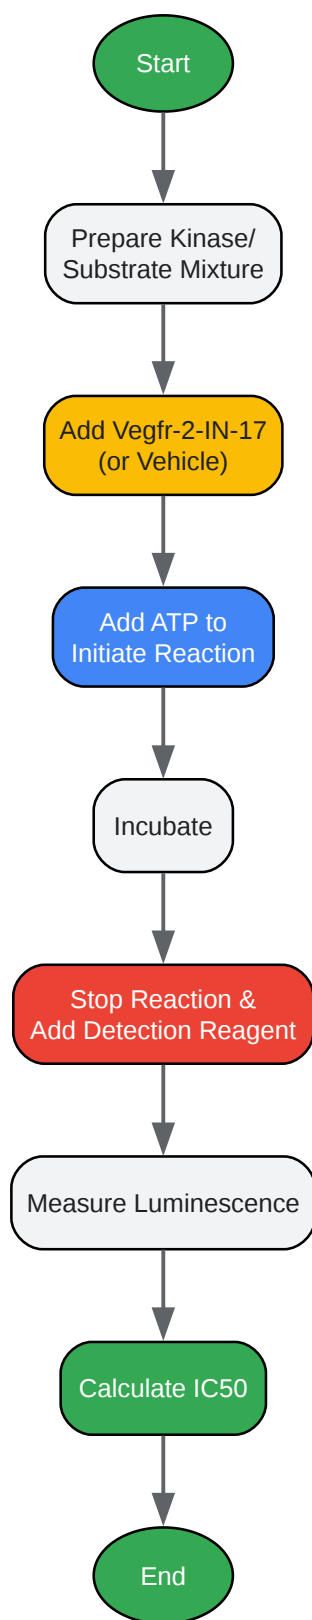 Start
Prepare Kinase/
Substrate Mixture
Add Vegfr-2-IN-17
(or Vehicle)
Add ATP to
Initiate Reaction
Incubate
Stop Reaction &
Add Detection Reagent
Measure Luminescence
Calculate IC50
End